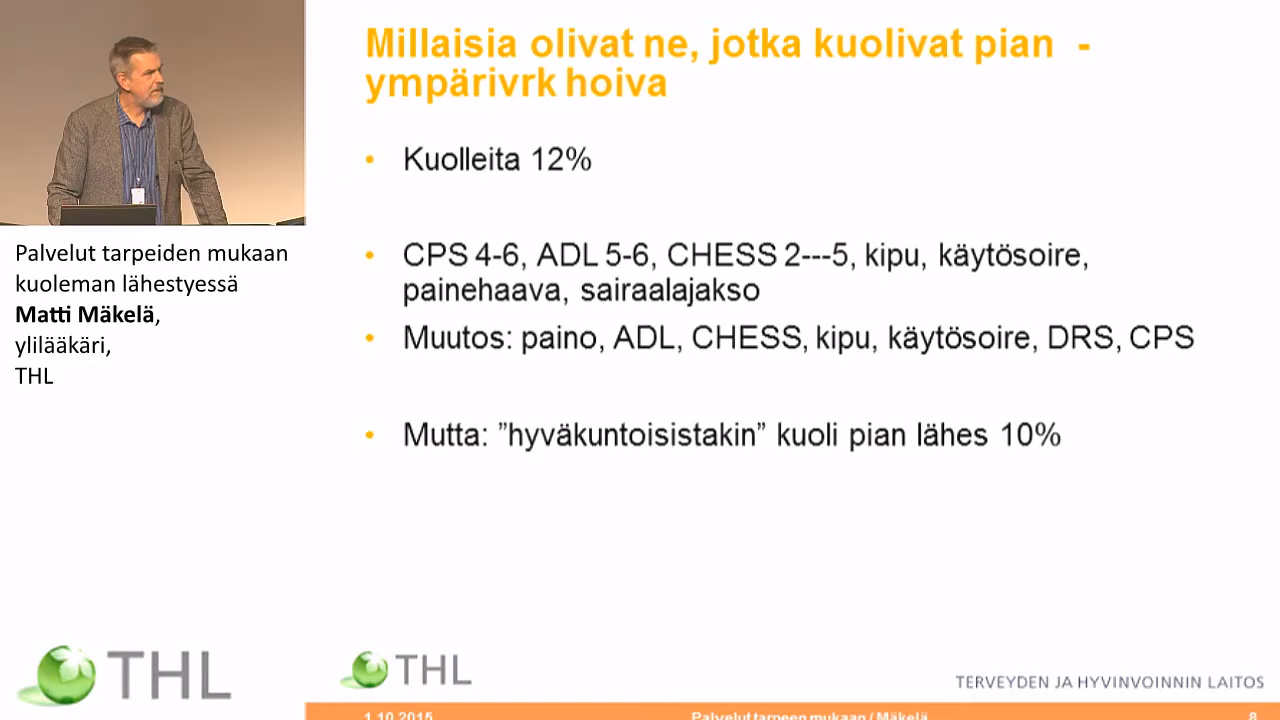 Millaisia olivat ne, jotka kuolivat pian -
ympärivrk hoiva
• Kuolleita 12%
• CPS 4-6, ADL 5-6, CHESS 2---5, kipu, käytösoire,
painehaava, sairaalajakso
• Muutos: paino, ADL, CHESS, kipu, käytösoire, DRS, CPS
• Mutta: ”hyväkuntoisistakin” kuoli pian lähes 10%
Palvelut tarpeiden mukaan
kuoleman lähestyessä
Matti Mäkelä,
ylilääkäri,
THL
THL
THL
TERVEYDEN JA HYVINVOINNIN LAITOS
1.10.2015
Palvelut tarpeen mukaan / Mäkelä
8